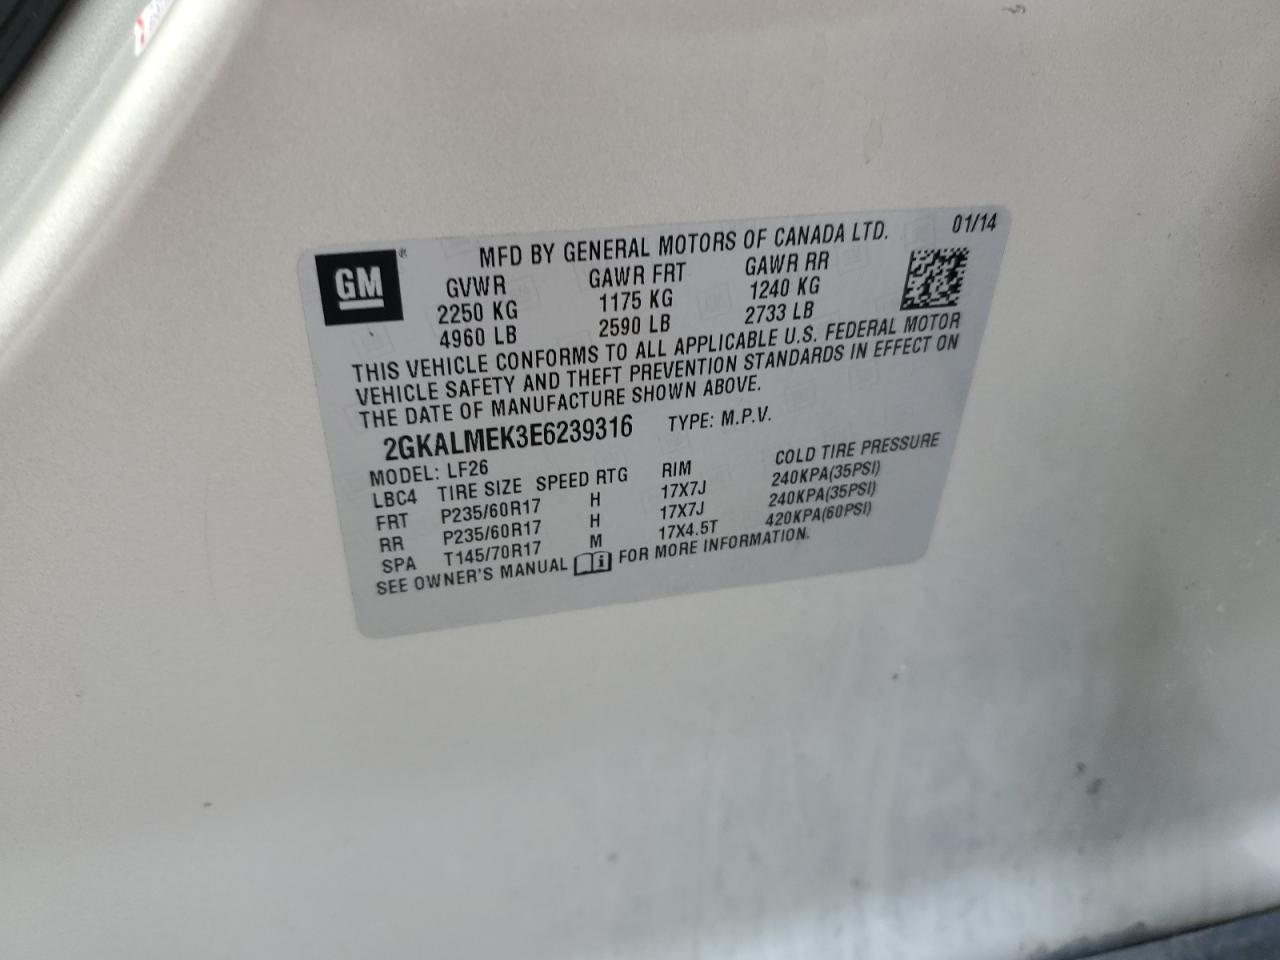 GM
MFD BY GENERAL MOTORS OF CANADA LTD. 01/14
GVWR GAWR FRT GAWR RR
2250 KG 1175 KG 1240 KG
4960 LB 2590 LB 2733 LB
THIS VEHICLE CONFORMS TO ALL APPLICABLE U.S. FEDERAL MOTOR
VEHICLE SAFETY AND THEFT PREVENTION STANDARDS IN EFFECT ON
THE DATE OF MANUFACTURE SHOWN ABOVE.
2GKALMEK3E6239316 TYPE: M.P.V.
MODEL: LF26
LBC4 TIRE SIZE SPEED RTG RIM COLD TIRE PRESSURE
FRT P235/60R17 H 17X7J 240KPA(35PSI)
RR P235/60R17 H 17X7J 240KPA(35PSI)
SPA T145/70R17 M 17X4.5T 420KPA(60PSI)
SEE OWNER'S MANUAL FOR MORE INFORMATION.